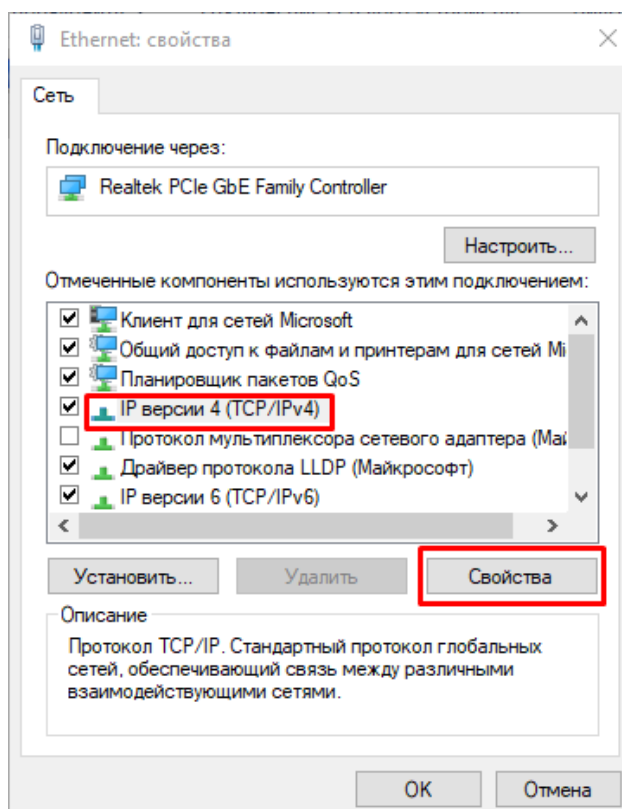 Ethernet: свойства
Сеть
Подключение через:
Realtek PCIe GbE Family Controller
Настроить...
Отмеченные компоненты используются этим подключением:
Клиент для сетей Microsoft
Общий доступ к файлам и принтерам для сетей Mi
Планировщик пакетов QoS
IP версии 4 (TCP/IPv4)
Протокол мультиплексора сетевого адаптера (Май
Драйвер протокола LLDP (Майкрософт)
IP версии 6 (TCP/IPv6)
Установить...
Удалить
Свойства
Описание
Протокол TCP/IP. Стандартный протокол глобальных
сетей, обеспечивающий связь между различными
взаимодействующими сетями.
OK
Отмена